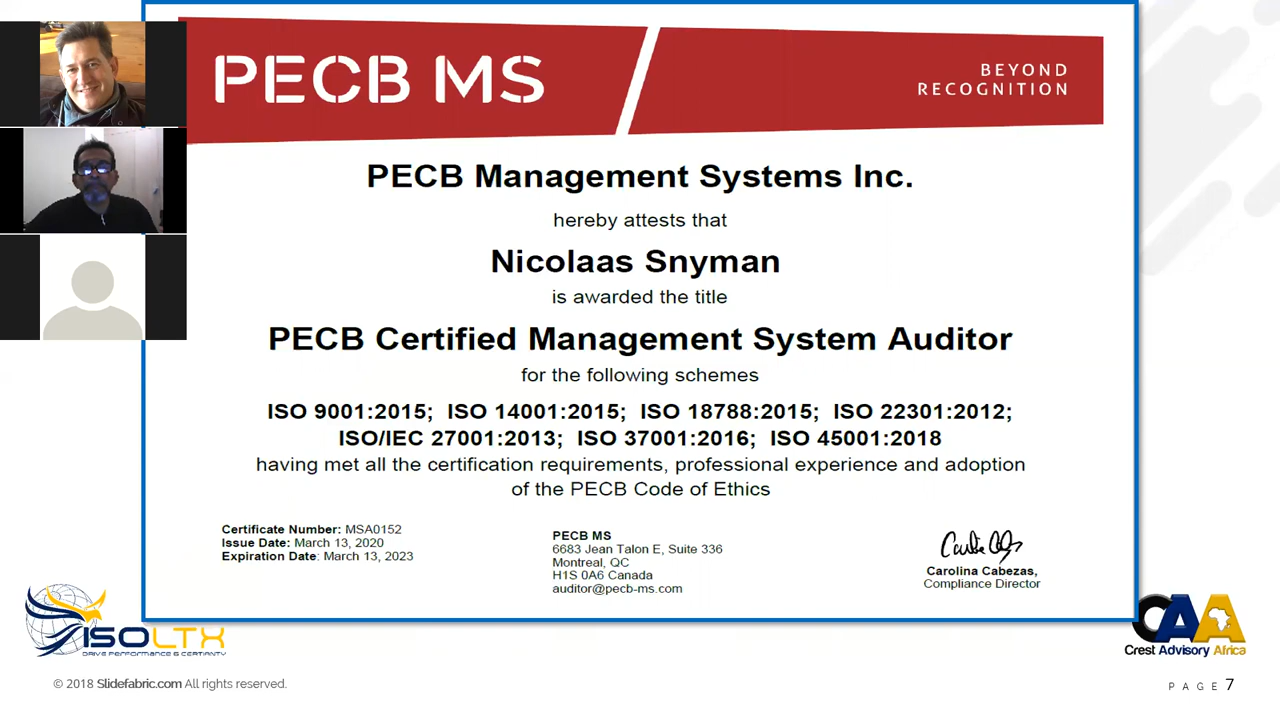 PECB MS
BEYOND
RECOGNITION
PECB Management Systems Inc.
hereby attests that
Nicolaas Snyman
is awarded the title
PECB Certified Management System Auditor
for the following schemes
ISO 9001:2015; ISO 14001:2015; ISO 18788:2015; ISO 22301:2012;
ISO/IEC 27001:2013; ISO 37001:2016; ISO 45001:2018
having met all the certification requirements, professional experience and adoption
of the PECB Code of Ethics
Certificate Number: MSA0152
Issue Date: March 13, 2020
Expiration Date: March 13, 2023
PECB MS
6683 Jean Talon E, Suite 336
Montreal, QC
H1S 0A6 Canada
auditor@pecb-ms.com
Carolina Cabezas,
Compliance Director
ISOLTX
DRIVE PERFORMANCE & CERTIANTY
CAA
Crest Advisory Africa
© 2018 Slidefabric.com All rights reserved.
PAGE 7